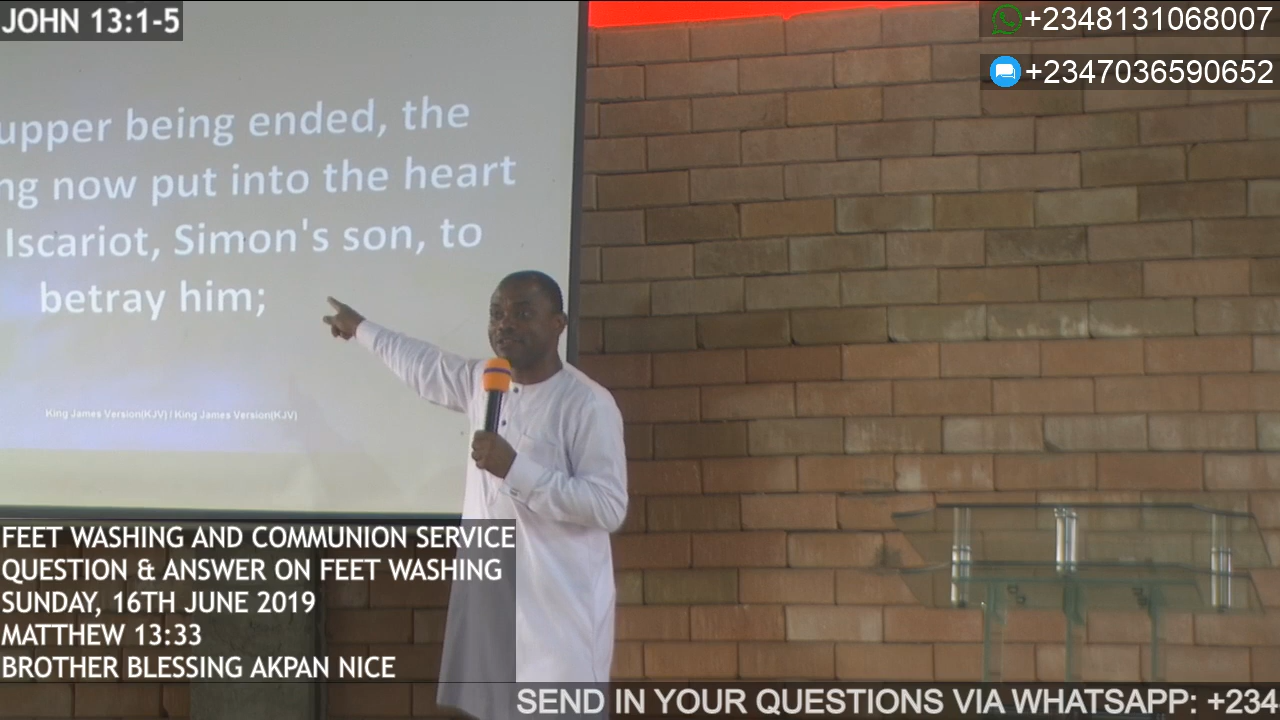 JOHN 13:1-5
+2348131068007
+2347036590652
upper being ended, the
ng now put into the heart
Iscariot, Simon's son, to
betray him;
King James Version(KJV) / King James Version(KJV)
FEET WASHING AND COMMUNION SERVICE
QUESTION & ANSWER ON FEET WASHING
SUNDAY, 16TH JUNE 2019
MATTHEW 13:33
BROTHER BLESSING AKPAN NICE
SEND IN YOUR QUESTIONS VIA WHATSAPP: +234